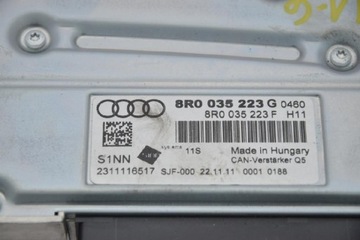 8R0 035 223 G 0460
8R0 035 223 F H11
S1NN 11S Made in Hungary
CAN-Verstärker Q5
2311116517 SJF-000 22.11.11 0001 0186